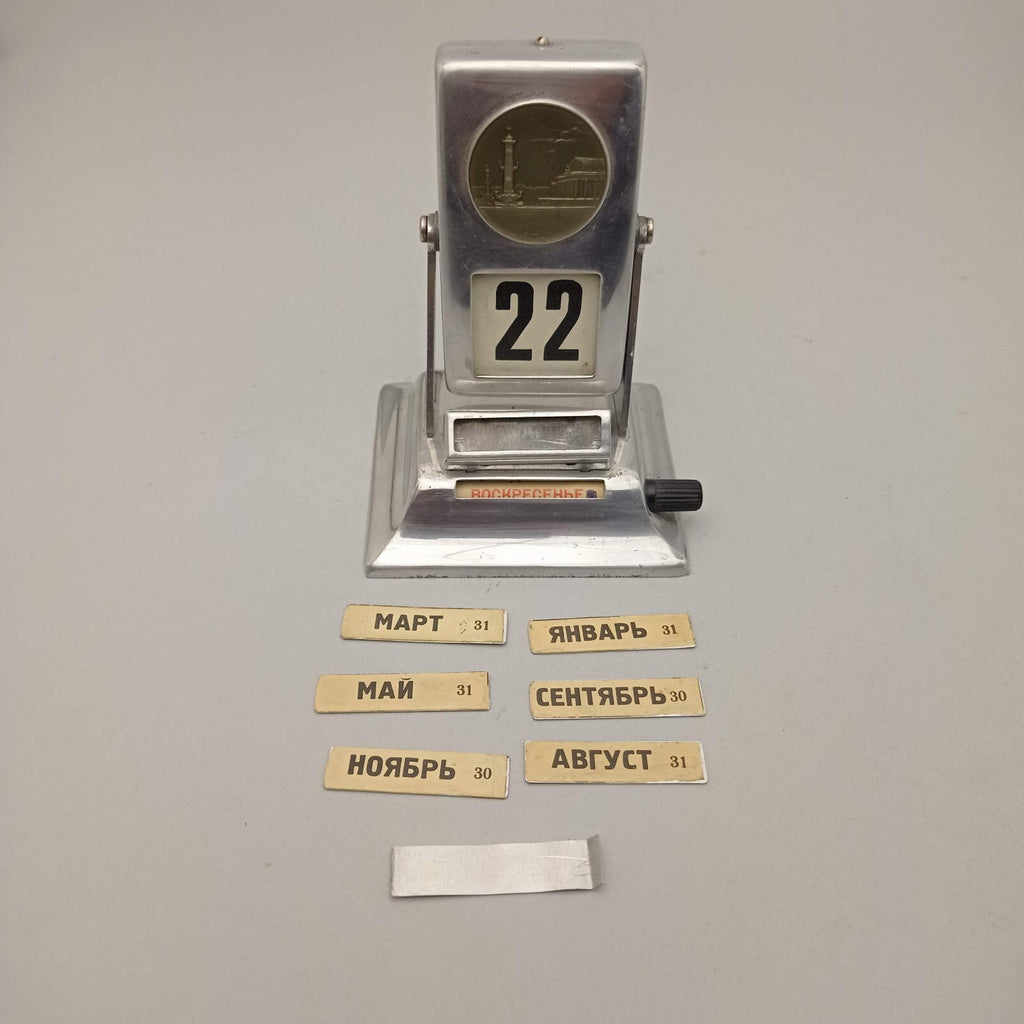 22
ВОСКРЕСЕНЬЕ
МАРТ 31
ЯНВАРЬ 31
МАЙ 31
СЕНТЯБРЬ 30
НОЯБРЬ 30
АВГУСТ 31